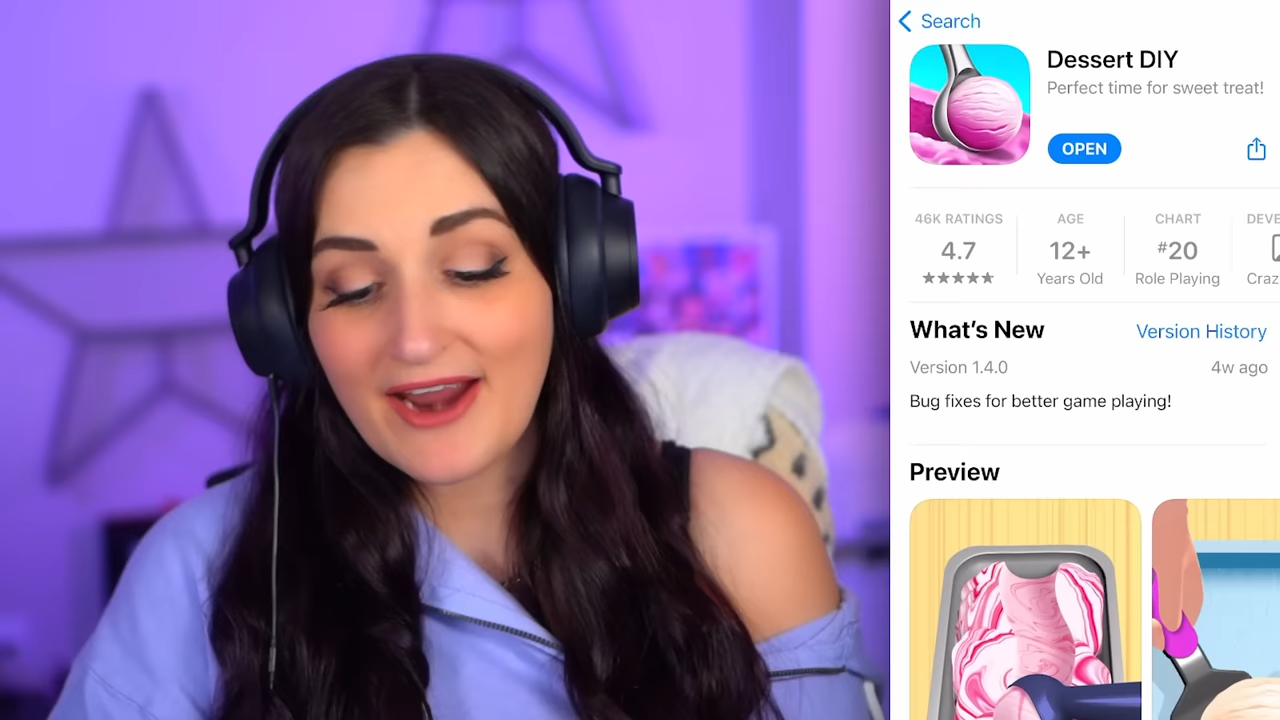 Search
Dessert DIY
Perfect time for sweet treat!
OPEN
46K RATINGS
4.7
AGE
12+
Years Old
CHART
#20
Role Playing
DEVE
Craz
What's New
Version History
Version 1.4.0
4w ago
Bug fixes for better game playing!
Preview